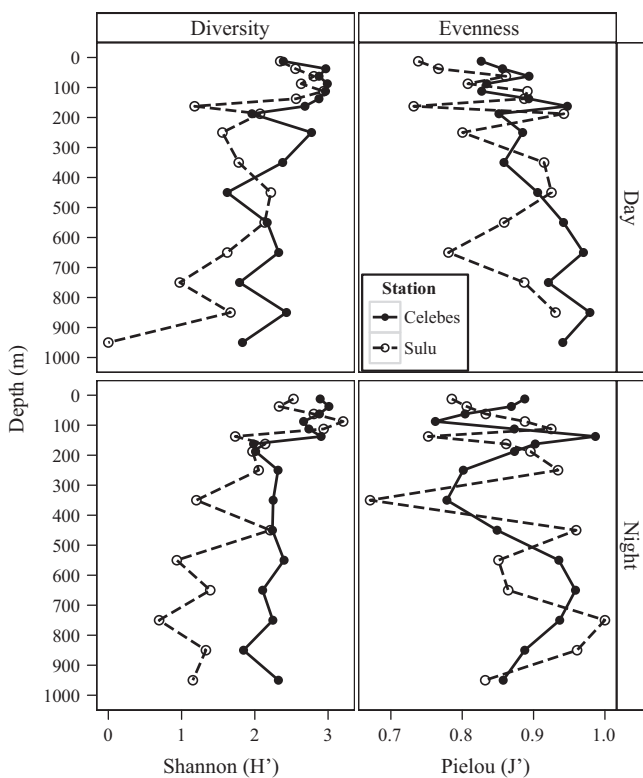 Diversity
Evenness
0
100
200
300
400
500
600
700
800
900
1000
Day
Station
Celebes
Sulu
Depth (m)
0
100
200
300
400
500
600
700
800
900
1000
Night
0 1 2 3
0.7 0.8 0.9 1.0
Shannon (H’)
Pielou (J’)